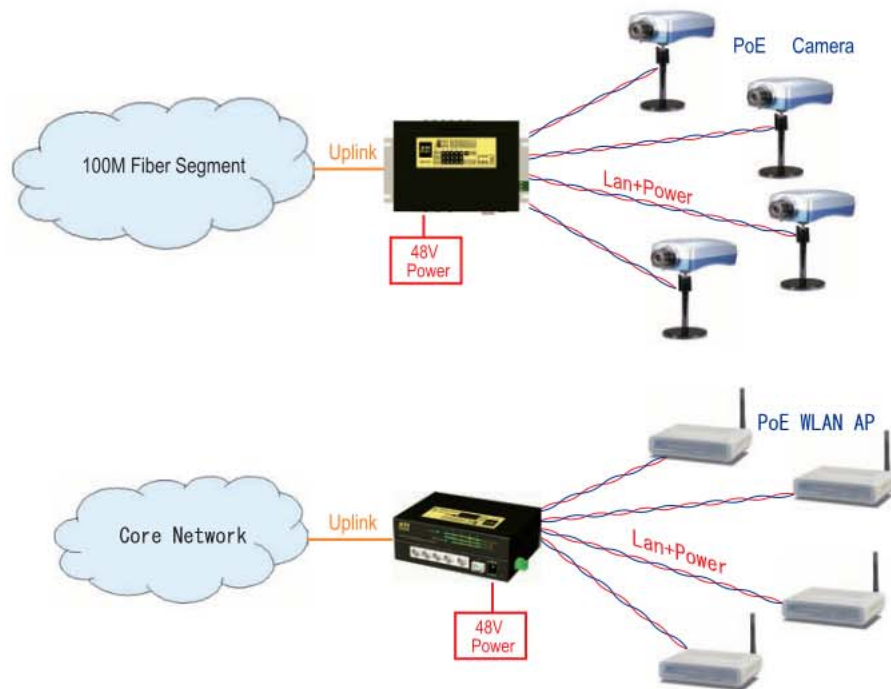 PoE Camera
Uplink
100M Fiber Segment
Lan+Power
48V
Power
PoE WLAN AP
Uplink
Core Network
Lan+Power
48V
Power